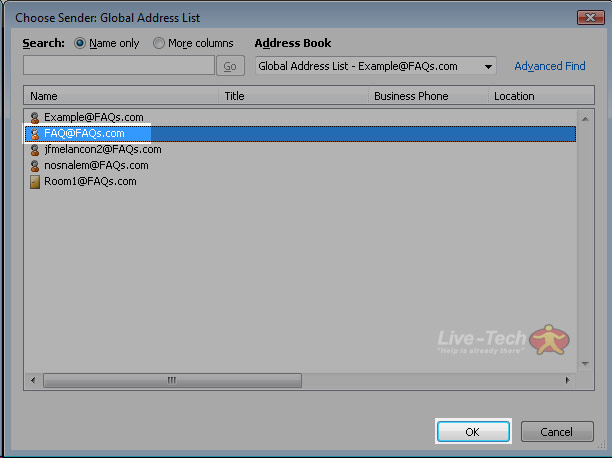 Choose Sender: Global Address List
Search: Name only More columns Address Book
Go Global Address List - Example@FAQs.com Advanced Find
Name Title Business Phone Location
Example@FAQs.com
FAQ@FAQs.com
jfmelancon2@FAQs.com
nosnalem@FAQs.com
Room1@FAQs.com
Live-Tech
"Help is already there"
OK Cancel